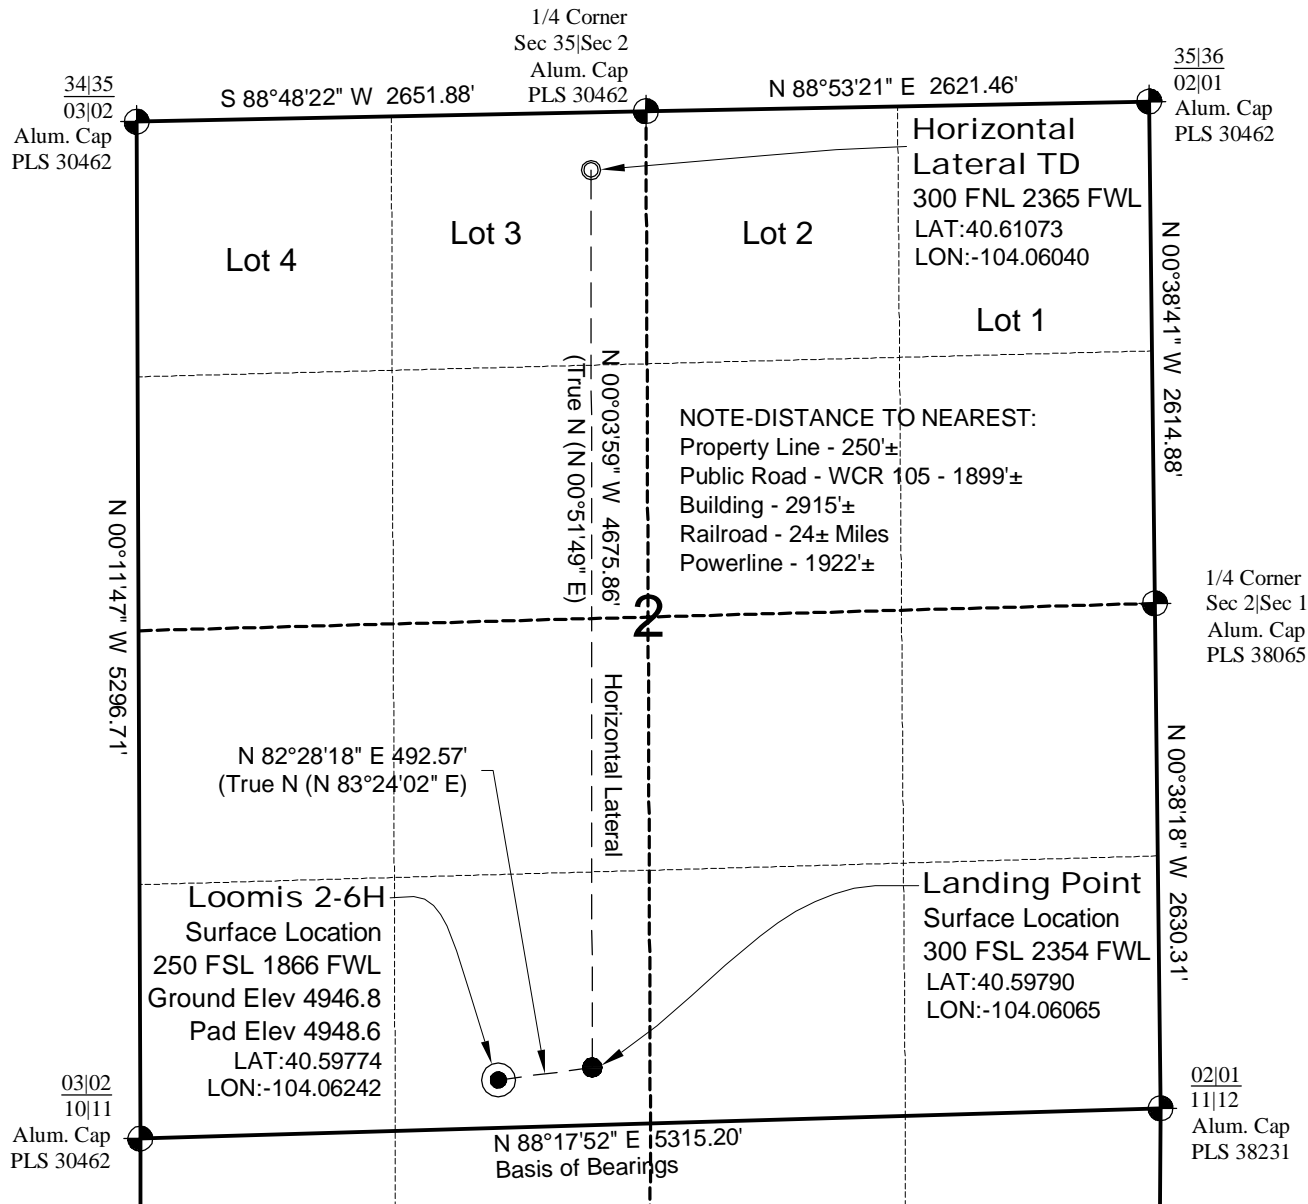 1/4 Corner
Sec 35|Sec 2
Alum. Cap
PLS 30462
34|35
03|02
Alum. Cap
PLS 30462
S 88°48'22" W 2651.88'
N 88°53'21" E 2621.46'
35|36
02|01
Alum. Cap
PLS 30462
Horizontal
Lateral TD
300 FNL 2365 FWL
LAT:40.61073
LON:-104.06040
Lot 4
Lot 3
Lot 2
Lot 1
N 00°38'41" W 2614.88'
N 00°03'59" W 4675.86'
(True N (N 00°51'49" E)
NOTE-DISTANCE TO NEAREST:
Property Line - 250'±
Public Road - WCR 105 - 1899'±
Building - 2915'±
Railroad - 24± Miles
Powerline - 1922'±
N 00°11'47" W 5296.71'
2
1/4 Corner
Sec 2|Sec 1
Alum. Cap
PLS 38065
Horizontal Lateral
N 82°28'18" E 492.57'
(True N (N 83°24'02" E)
N 00°38'18" W 2630.31'
Loomis 2-6H
Surface Location
250 FSL 1866 FWL
Ground Elev 4946.8
Pad Elev 4948.6
LAT:40.59774
LON:-104.06242
Landing Point
Surface Location
300 FSL 2354 FWL
LAT:40.59790
LON:-104.06065
03|02
10|11
Alum. Cap
PLS 30462
N 88°17'52" E 5315.20'
Basis of Bearings
02|01
11|12
Alum. Cap
PLS 38231